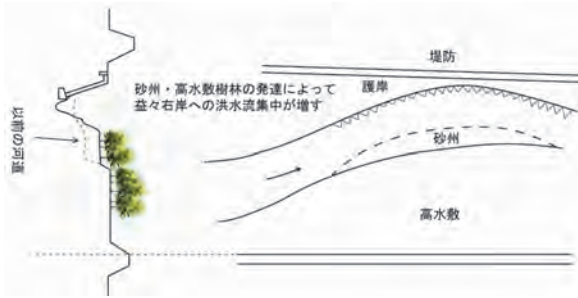 堤防
護岸
砂州・高水敷樹林の発達によって
益々右岸への洪水流集中が増す
以前の河道
砂州
高水敷